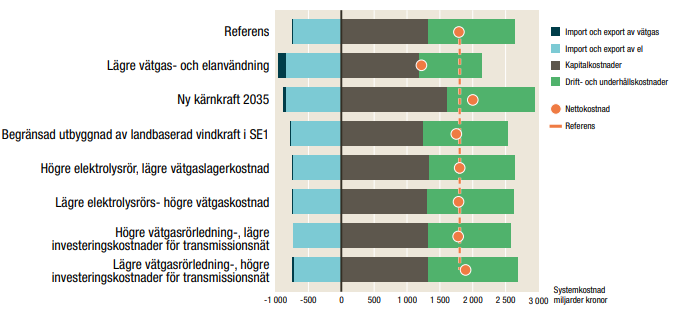 Referens
Lägre vätgas- och elanvändning
Ny kärnkraft 2035
Begränsad utbyggnad av landbaserad vindkraft i SE1
Högre elektrolysrör, lägre vätgaslagerkostnad
Lägre elektrolysrörs- högre vätgaskostnad
Högre vätgasrörledning-, lägre
investeringskostnader för transmissionsnät
Lägre vätgasrörledning-, högre
investeringskostnader för transmissionsnät
-1 000 -500 0 500 1 000 1 500 2 000 2 500 3 000
Systemkostnad
miljarder kronor
Import och export av vätgas
Import och export av el
Kapitalkostnader
Drift- och underhållskostnader
Nettokostnad
Referens